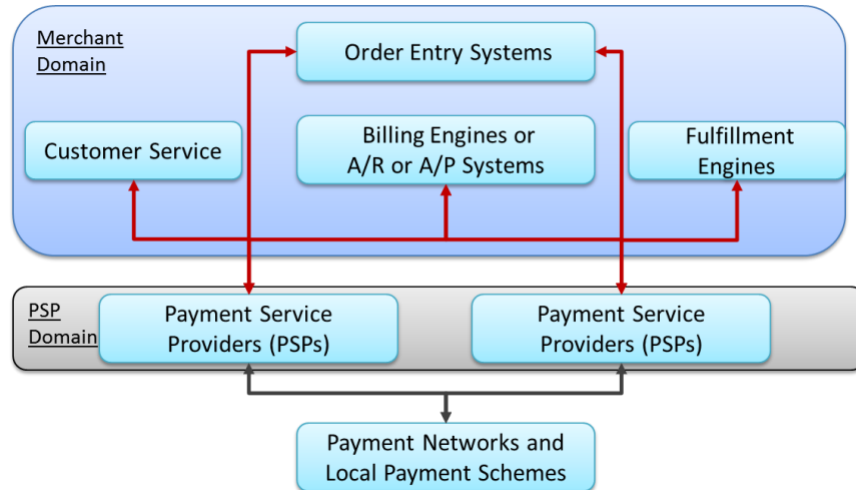 Merchant
Domain
Order Entry Systems
Customer Service
Billing Engines or
A/R or A/P Systems
Fulfillment
Engines
PSP
Domain
Payment Service
Providers (PSPs)
Payment Service
Providers (PSPs)
Payment Networks and
Local Payment Schemes